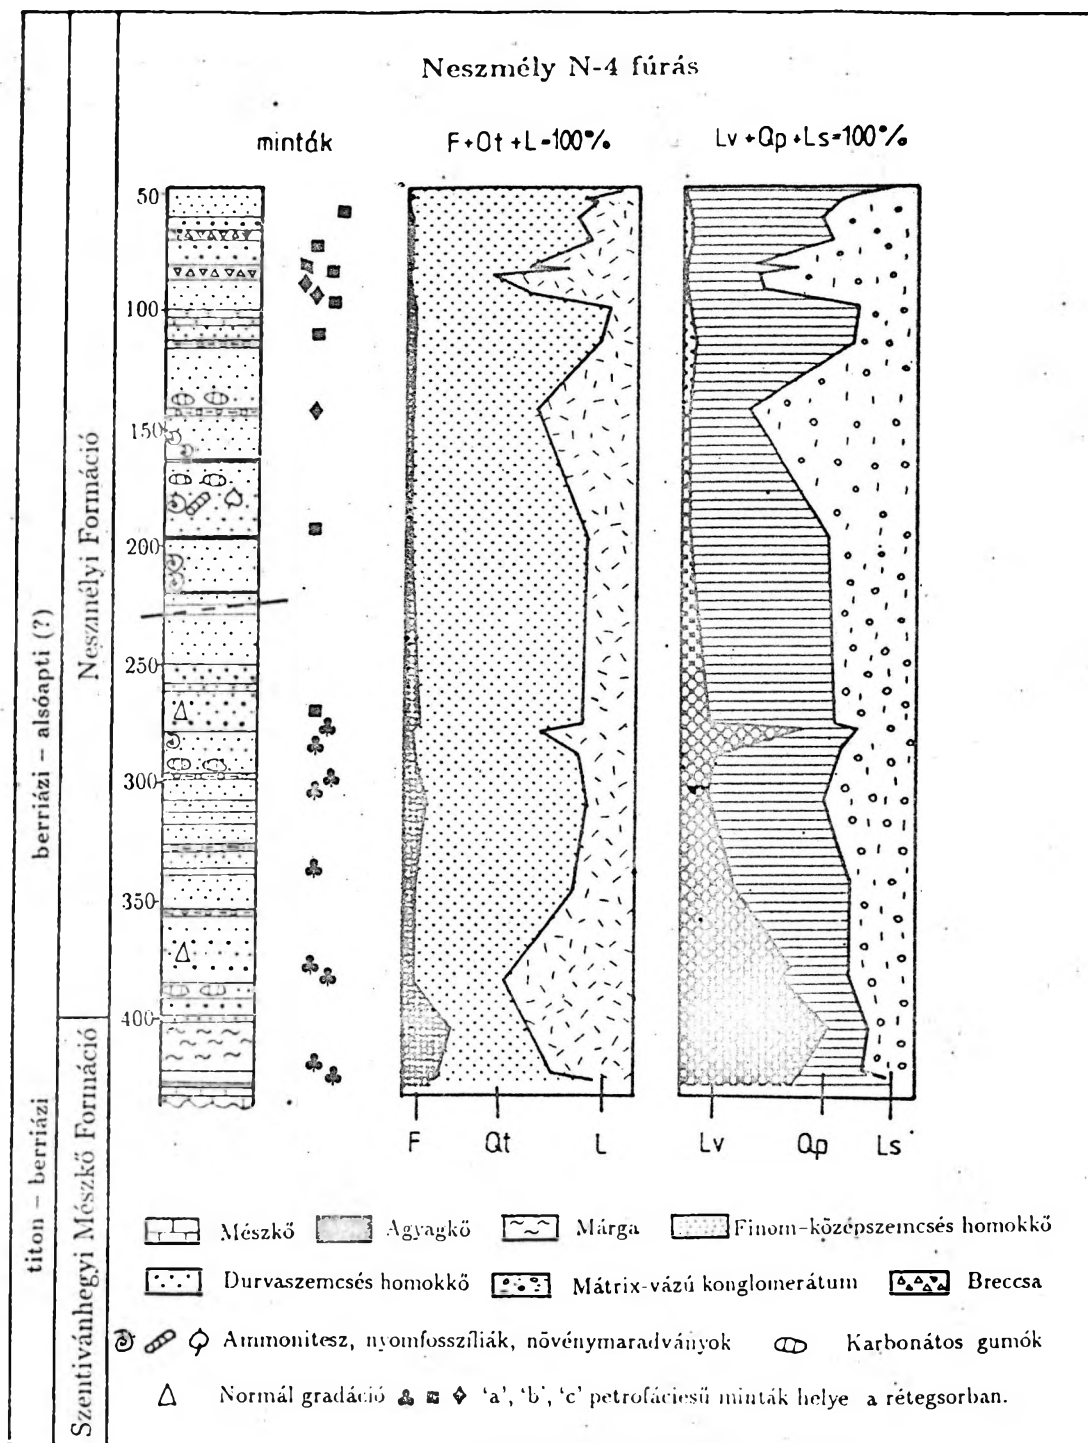 Neszmély N-4 fúrás
minták
F+Qt+L=100%
Lv+Qp+Ls=100%
50
100
150
200
250
300
350
400
F
Qt
L
Lv
Qp
Ls
berriázi – alsóapti (?)
titon – berriázi
Neszmélyi Formáció
Szentivánhegyi Mészkő Formáció
Mészkő
Agyagkő
Márga
Finom-középszemcsés homokkő
Durvaszemcsés homokkő
Mátrix-vázú konglomerátum
Breccsa
Ammonitesz, nyomfosszíliák, növénymaradványok
Karbonátos gumók
Normál gradáció
'a', 'b', 'c' petrofáciesű minták helye a rétegsorban.